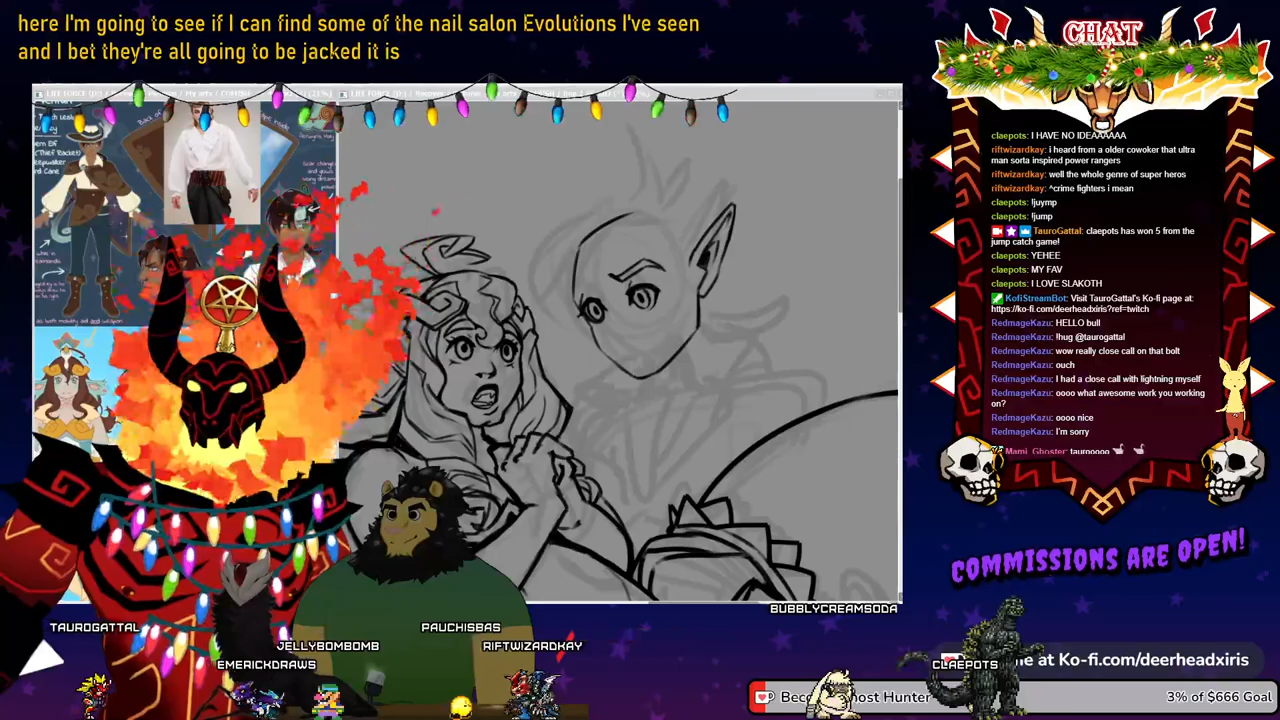 here I'm going to see if I can find some of the nail salon Evolutions I've seen
and I bet they're all going to be jacked it is
CHAT
claepots: I HAVE NO IDEAAAAAA
riftwizardkay: i heard from a older cowoker that ultra
man sorta inspired power rangers
riftwizardkay: well the whole genre of super heroes
riftwizardkay: ^crime fighters i mean
claepots: !juymp
claepots: !jump
TauroGattal: claepots has won 5 from the
jump catch game!
claepots: YEHEE
claepots: MY FAV
claepots: I LOVE SLAKOTH
KofiStreamBot: Visit TauroGattal's Ko-fi page at:
https://ko-fi.com/deerheadxiris?ref=twitch
RedmageKazu: HELLO bull
RedmageKazu: !hug @taurogattal
RedmageKazu: wow really close call on that bolt
RedmageKazu: ouch
RedmageKazu: I had a close call with lightning myself
RedmageKazu: oooo what awesome work you working
on?
RedmageKazu: oooo nice
RedmageKazu: I'm sorry
Mami_Ghoster: taurooooo
COMMISSIONS ARE OPEN!
BUBBLYCREAMSODA
TAUROGATTAL
EMERICKDRAWS
JELLYBOMBOMB
PAUCHISBAS
RIFTWIZARDKAY
CLAEPOTS
me at Ko-fi.com/deerheadxiris
Hunter
3% of $666 Goal